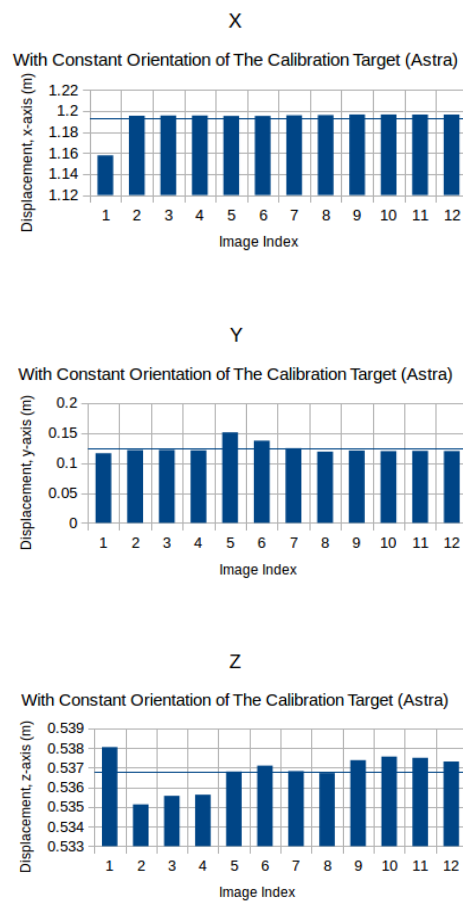 X
With Constant Orientation of The Calibration Target (Astra)
Displacement, x-axis (m)
1.22
1.2
1.18
1.16
1.14
1.12
1 2 3 4 5 6 7 8 9 10 11 12
Image Index
Y
With Constant Orientation of The Calibration Target (Astra)
Displacement, y-axis (m)
0.2
0.15
0.1
0.05
0
1 2 3 4 5 6 7 8 9 10 11 12
Image Index
Z
With Constant Orientation of The Calibration Target (Astra)
Displacement, z-axis (m)
0.539
0.538
0.537
0.536
0.535
0.534
0.533
1 2 3 4 5 6 7 8 9 10 11 12
Image Index